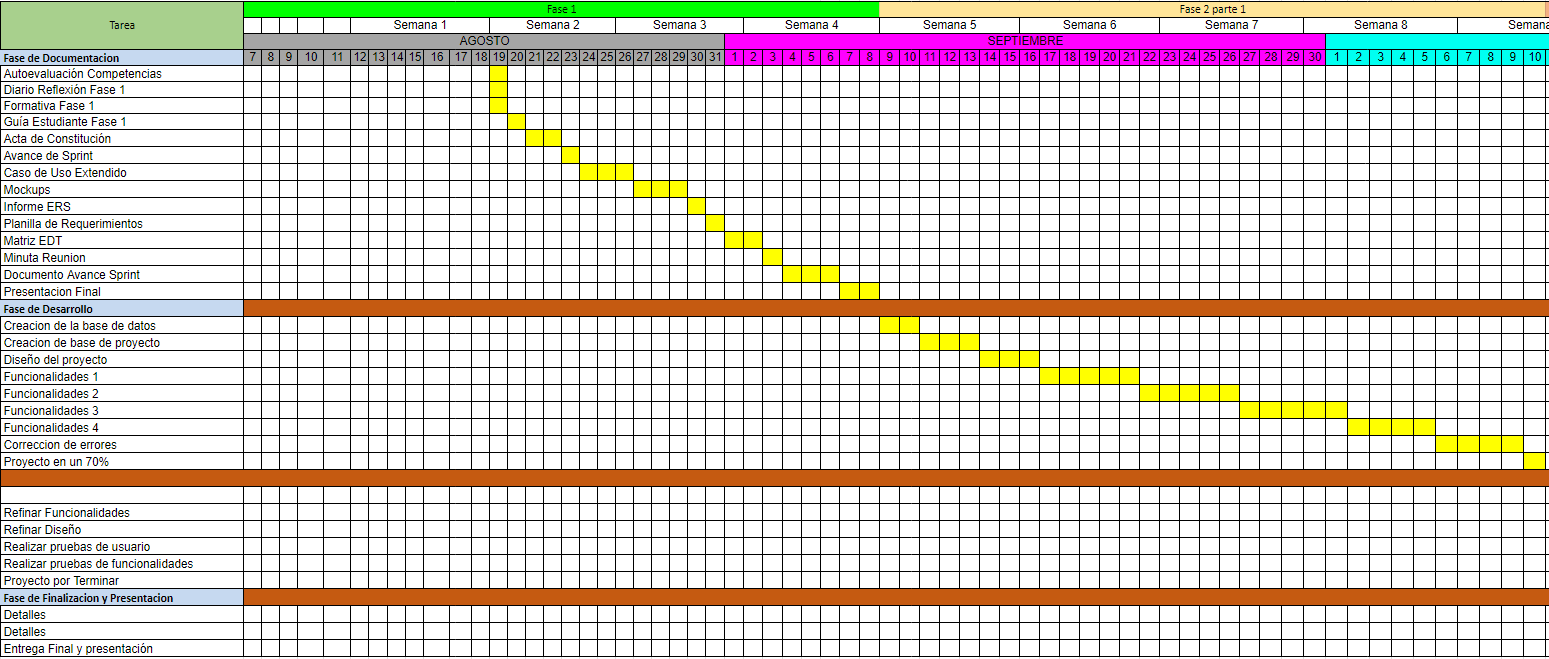 Tarea
Fase 1
Fase 2 parte 1
Semana 1
Semana 2
Semana 3
Semana 4
Semana 5
Semana 6
Semana 7
Semana 8
Semana
AGOSTO
SEPTIEMBRE
Fase de Documentacion
7 8 9 10 11 12 13 14 15 16 17 18 19 20 21 22 23 24 25 26 27 28 29 30 31 1 2 3 4 5 6 7 8 9 10 11 12 13 14 15 16 17 18 19 20 21 22 23 24 25 26 27 28 29 30 1 2 3 4 5 6 7 8 9 10
Autoevaluación Competencias
Diario Reflexión Fase 1
Formativa Fase 1
Guía Estudiante Fase 1
Acta de Constitución
Avance de Sprint
Caso de Uso Extendido
Mockups
Informe ERS
Planilla de Requerimientos
Matriz EDT
Minuta Reunion
Documento Avance Sprint
Presentacion Final
Fase de Desarrollo
Creacion de la base de datos
Creacion de base de proyecto
Diseño del proyecto
Funcionalidades 1
Funcionalidades 2
Funcionalidades 3
Funcionalidades 4
Correccion de errores
Proyecto en un 70%
Refinar Funcionalidades
Refinar Diseño
Realizar pruebas de usuario
Realizar pruebas de funcionalidades
Proyecto por Terminar
Fase de Finalizacion y Presentacion
Detalles
Detalles
Entrega Final y presentación